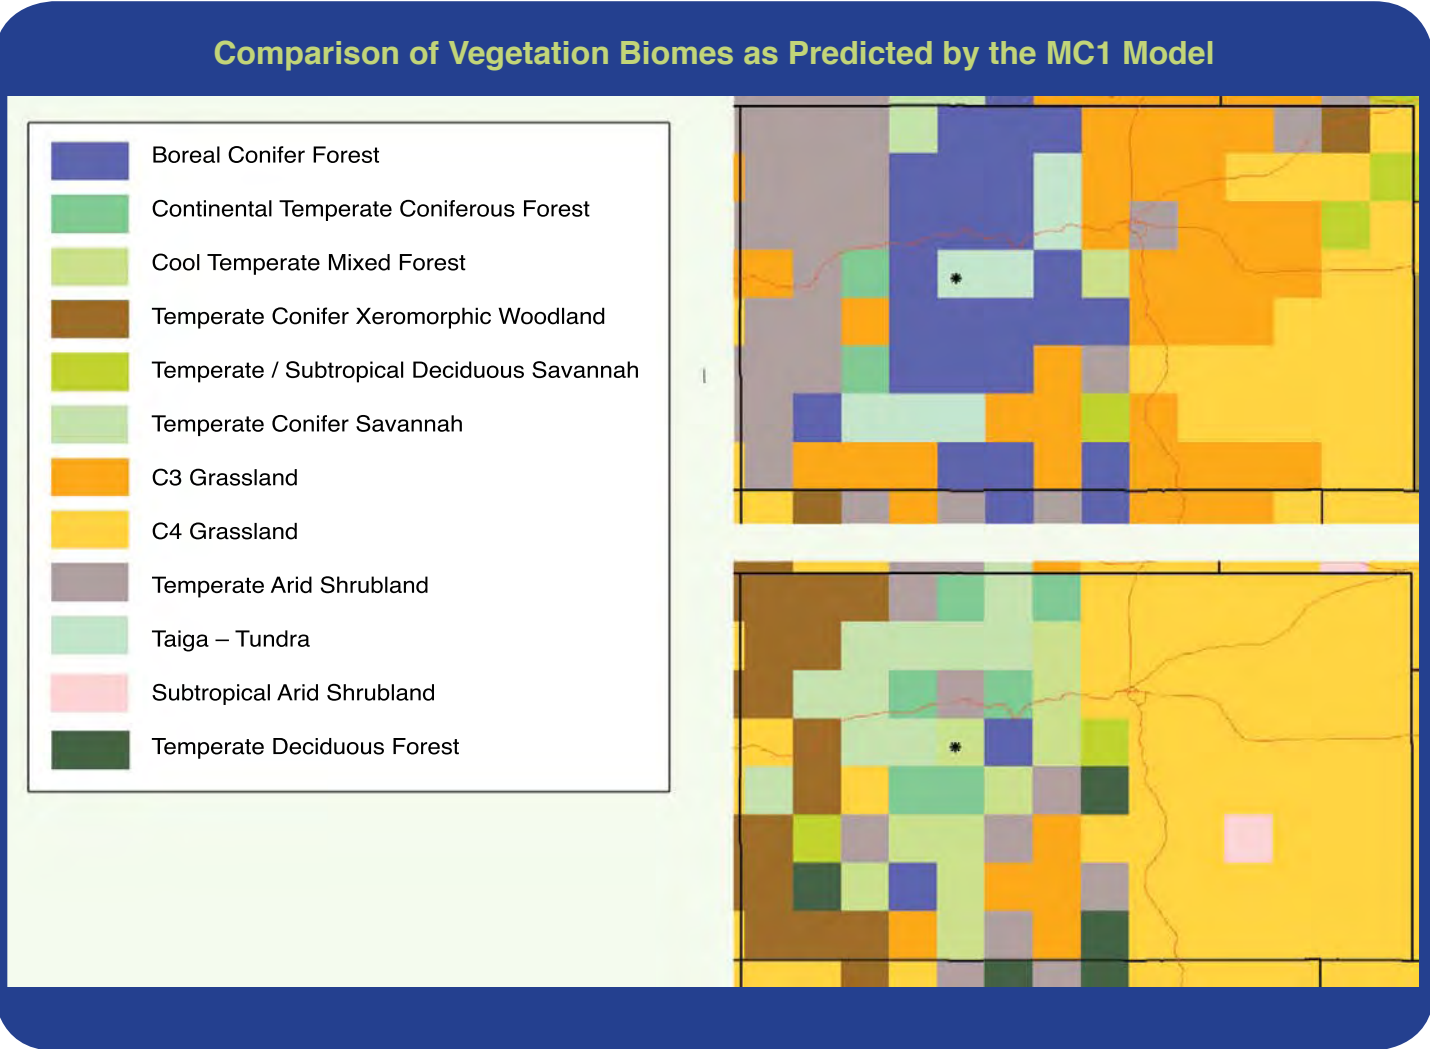 Comparison of Vegetation Biomes as Predicted by the MC1 Model
Boreal Conifer Forest
Continental Temperate Coniferous Forest
Cool Temperate Mixed Forest
Temperate Conifer Xeromorphic Woodland
Temperate / Subtropical Deciduous Savannah
Temperate Conifer Savannah
C3 Grassland
C4 Grassland
Temperate Arid Shrubland
Taiga – Tundra
Subtropical Arid Shrubland
Temperate Deciduous Forest